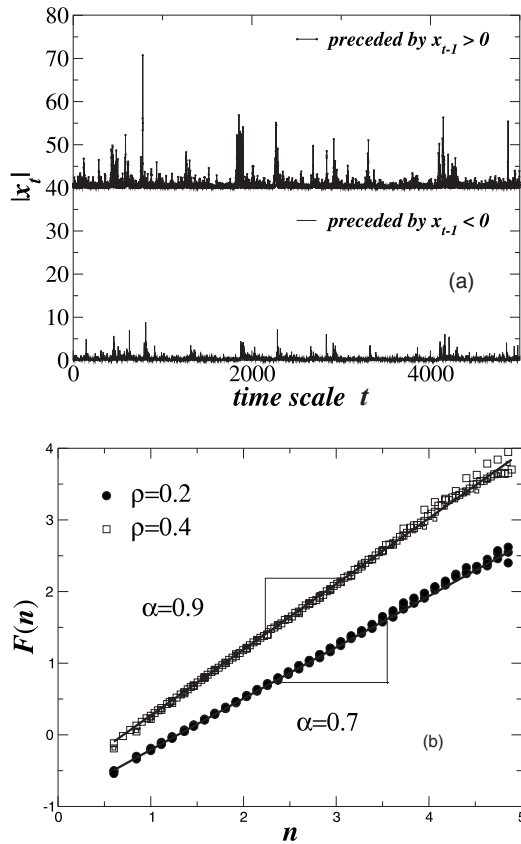 80
preceded by x_{t-1} > 0
70
60
50
40
|x_t|
preceded by x_{t-1} < 0
30
20
(a)
10
0
0 2000 4000
time scale t
4
ρ=0.2
3
ρ=0.4
2
α=0.9
F(n)
1
0
α=0.7
(b)
-1
0 1 2 3 4 5
n